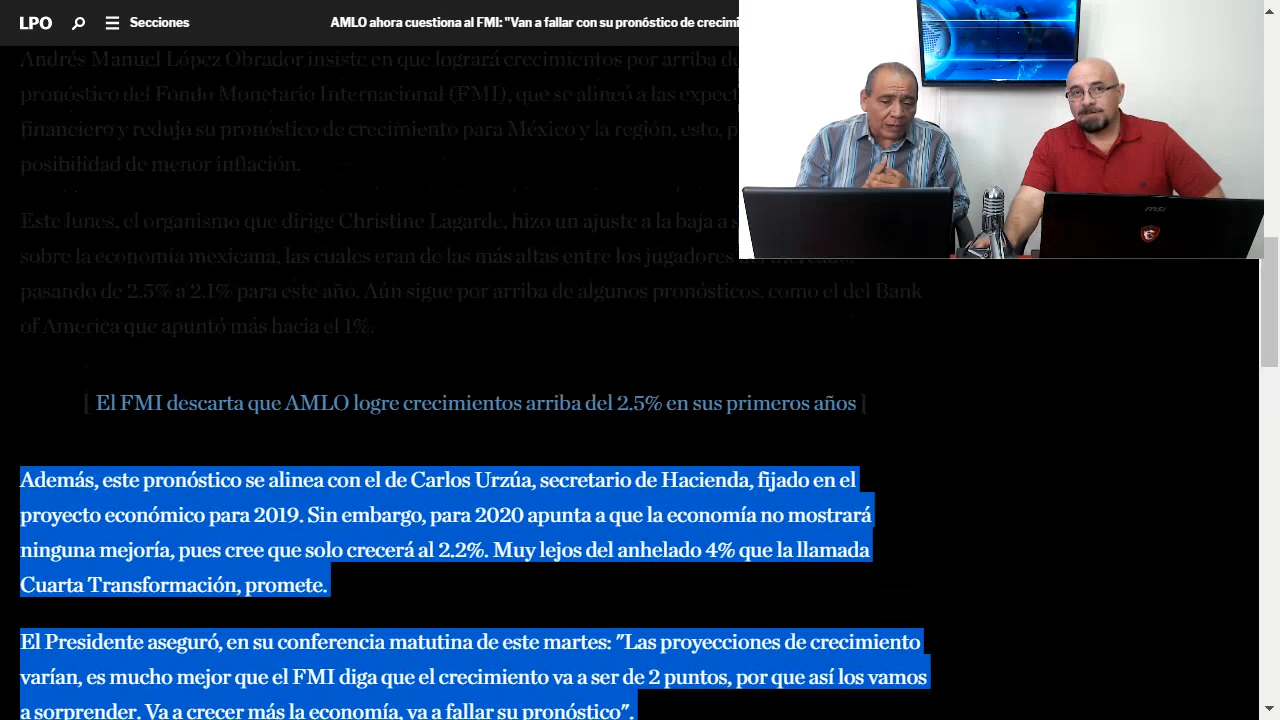 LPO
Secciones
AMLO ahora cuestiona al FMI: "Van a fallar con su pronóstico de crecimi
Andrés Manuel López Obrador insiste en que logrará crecimientos por arriba de
pronóstico del Fondo Monetario Internacional (FMI), que se alineó a las expect
financiero y redujo su pronóstico de crecimiento para México y la región, esto, p
posibilidad de menor inflación.
Este lunes, el organismo que dirige Christine Lagarde, hizo un ajuste a la baja a s
sobre la economía mexicana, las cuales eran de las más altas entre los jugadores del mercado,
pasando de 2.5% a 2.1% para este año. Aún sigue por arriba de algunos pronósticos, como el del Bank
of America que apuntó más hacia el 1%.
[ El FMI descarta que AMLO logre crecimientos arriba del 2.5% en sus primeros años ]
Además, este pronóstico se alinea con el de Carlos Urzúa, secretario de Hacienda, fijado en el
proyecto económico para 2019. Sin embargo, para 2020 apunta a que la economía no mostrará
ninguna mejoría, pues cree que solo crecerá al 2.2%. Muy lejos del anhelado 4% que la llamada
Cuarta Transformación, promete.
El Presidente aseguró, en su conferencia matutina de este martes: "Las proyecciones de crecimiento
varían, es mucho mejor que el FMI diga que el crecimiento va a ser de 2 puntos, por que así los vamos
a sorprender. Va a crecer más la economía, va a fallar su pronóstico".
msi